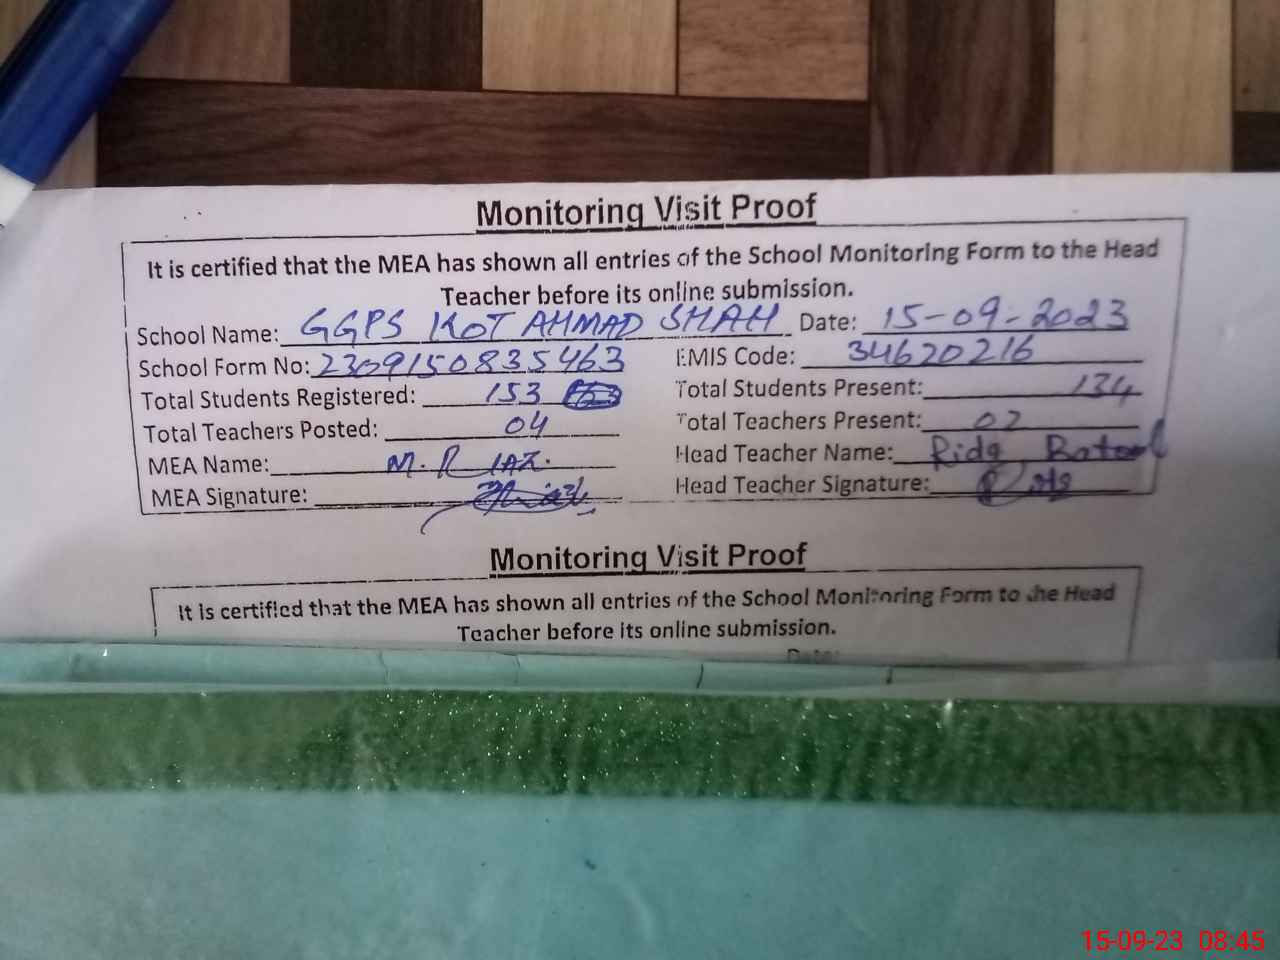 Monitoring Visit Proof
It is certified that the MEA has shown all entries of the School Monitoring Form to the Head
Teacher before its online submission.
School Name: GGPS KOT AHMAD SHAH Date: 15-09-2023
School Form No: 2309150835463 EMIS Code: 34620216
Total Students Registered: 153 Total Students Present: 134
Total Teachers Posted: 04 Total Teachers Present: 02
MEA Name: M. RIAZ. Head Teacher Name: Rida Batool
MEA Signature: Head Teacher Signature:
Monitoring Visit Proof
It is certified that the MEA has shown all entries of the School Monitoring Form to the Head
Teacher before its online submission.
Date:
15-09-23 08:45